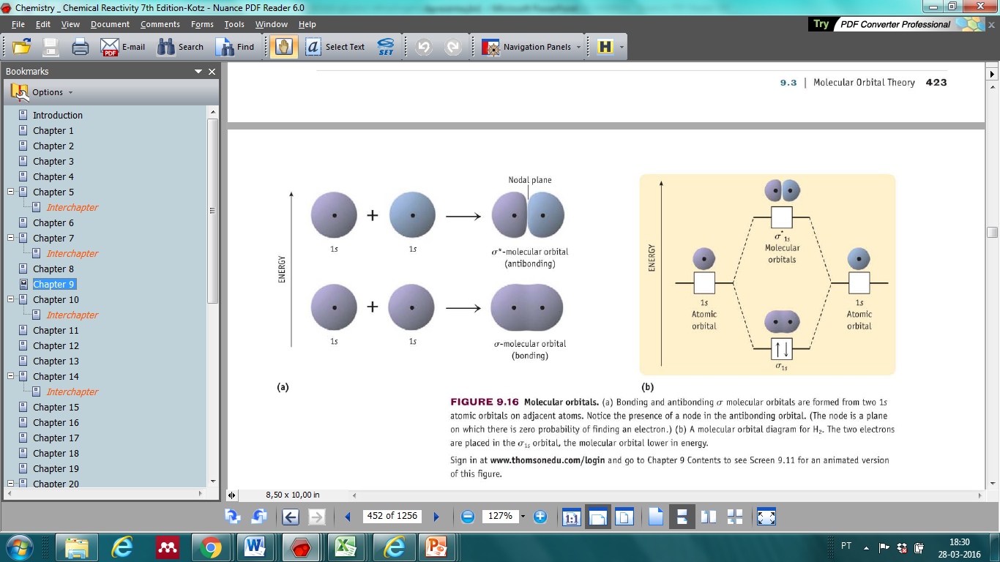 Chemistry _ Chemical Reactivity 7th Edition-Kotz - Nuance PDF Reader 6.0
File Edit View Document Comments Forms Tools Window Help
Try PDF Converter Professional
E-mail Search Find Select Text SET Navigation Panels H
PDF
Bookmarks
Options
Introduction
Chapter 1
Chapter 2
Chapter 3
Chapter 4
Chapter 5
Interchapter
Chapter 6
Chapter 7
Interchapter
Chapter 8
Chapter 9
Chapter 10
Interchapter
Chapter 11
Chapter 12
Chapter 13
Chapter 14
Interchapter
Chapter 15
Chapter 16
Chapter 17
Chapter 18
Chapter 19
Chapter 20
9.3 | Molecular Orbital Theory 423
Nodal plane
ENERGY
+
1s 1s
σ*-molecular orbital
(antibonding)
+
1s 1s
σ-molecular orbital
(bonding)
(a)
ENERGY
σ*1s
Molecular
orbitals
1s
Atomic
orbital
1s
Atomic
orbital
σ1s
(b)
FIGURE 9.16 Molecular orbitals. (a) Bonding and antibonding σ molecular orbitals are formed from two 1s
atomic orbitals on adjacent atoms. Notice the presence of a node in the antibonding orbital. (The node is a plane
on which there is zero probability of finding an electron.) (b) A molecular orbital diagram for H2. The two electrons
are placed in the σ1s orbital, the molecular orbital lower in energy.
Sign in at www.thomsonedu.com/login and go to Chapter 9 Contents to see Screen 9.11 for an animated version
of this figure.
8,50 x 10,00 in
452 of 1256 127% 1:1
PT 18:30
28-03-2016